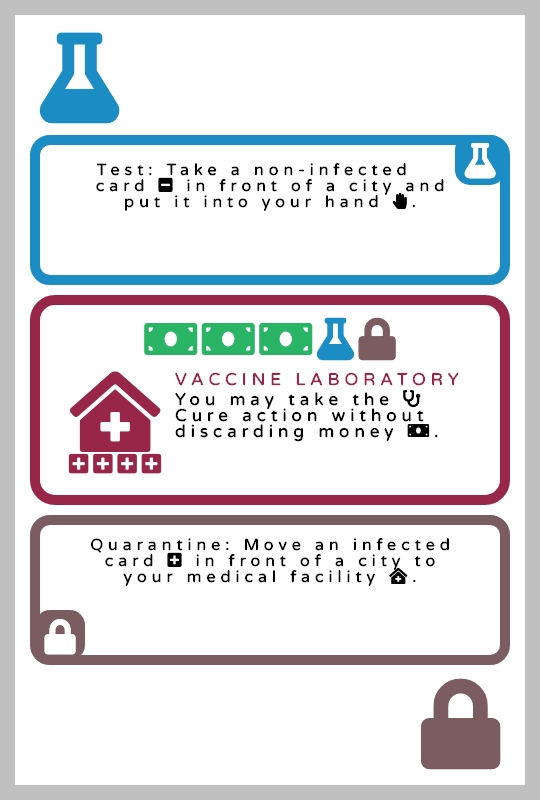 Test: Take a non-infected
card in front of a city and
put it into your hand .
VACCINE LABORATORY
You may take the
Cure action without
discarding money .
Quarantine: Move an infected
card in front of a city to
your medical facility .